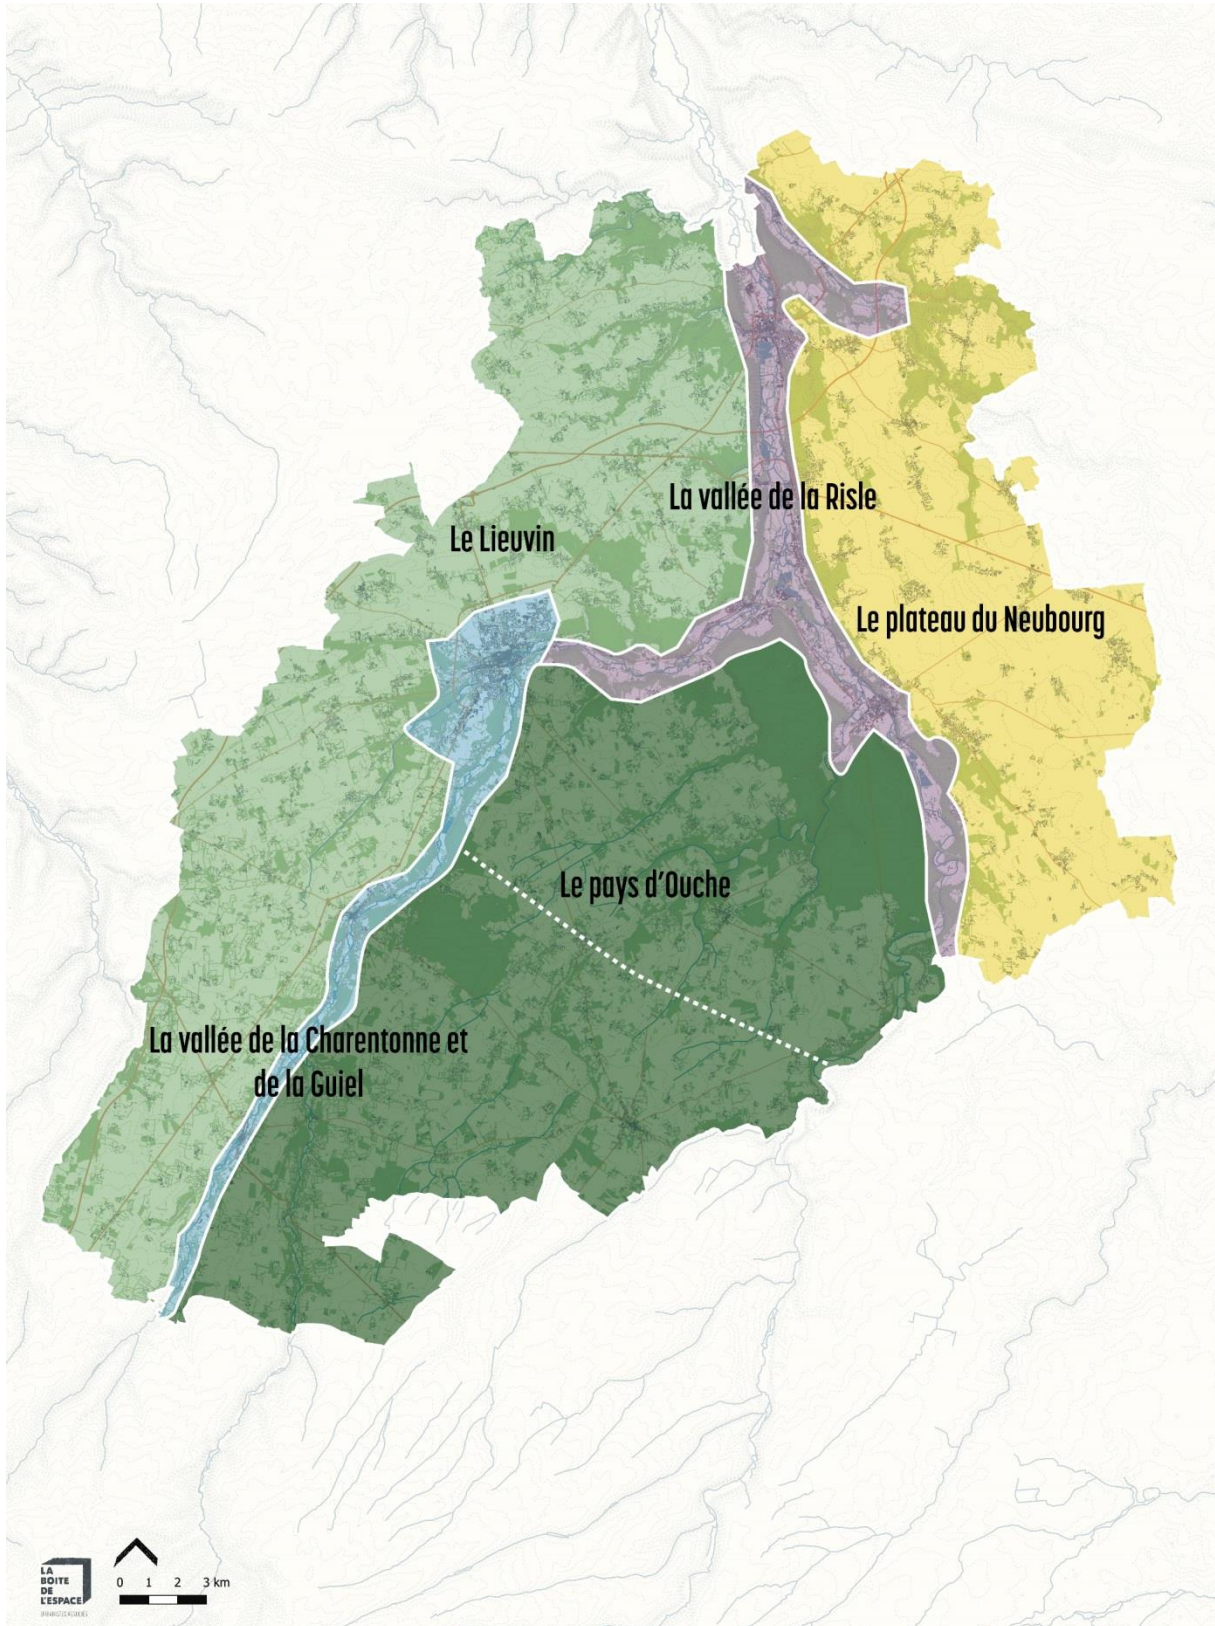 La vallée de la Risle
Le Lieuvin
Le plateau du Neubourg
Le pays d'Ouche
La vallée de la Charentonne et
de la Guiel
LA
BOITE
DE
L'ESPACE
0 1 2 3 km